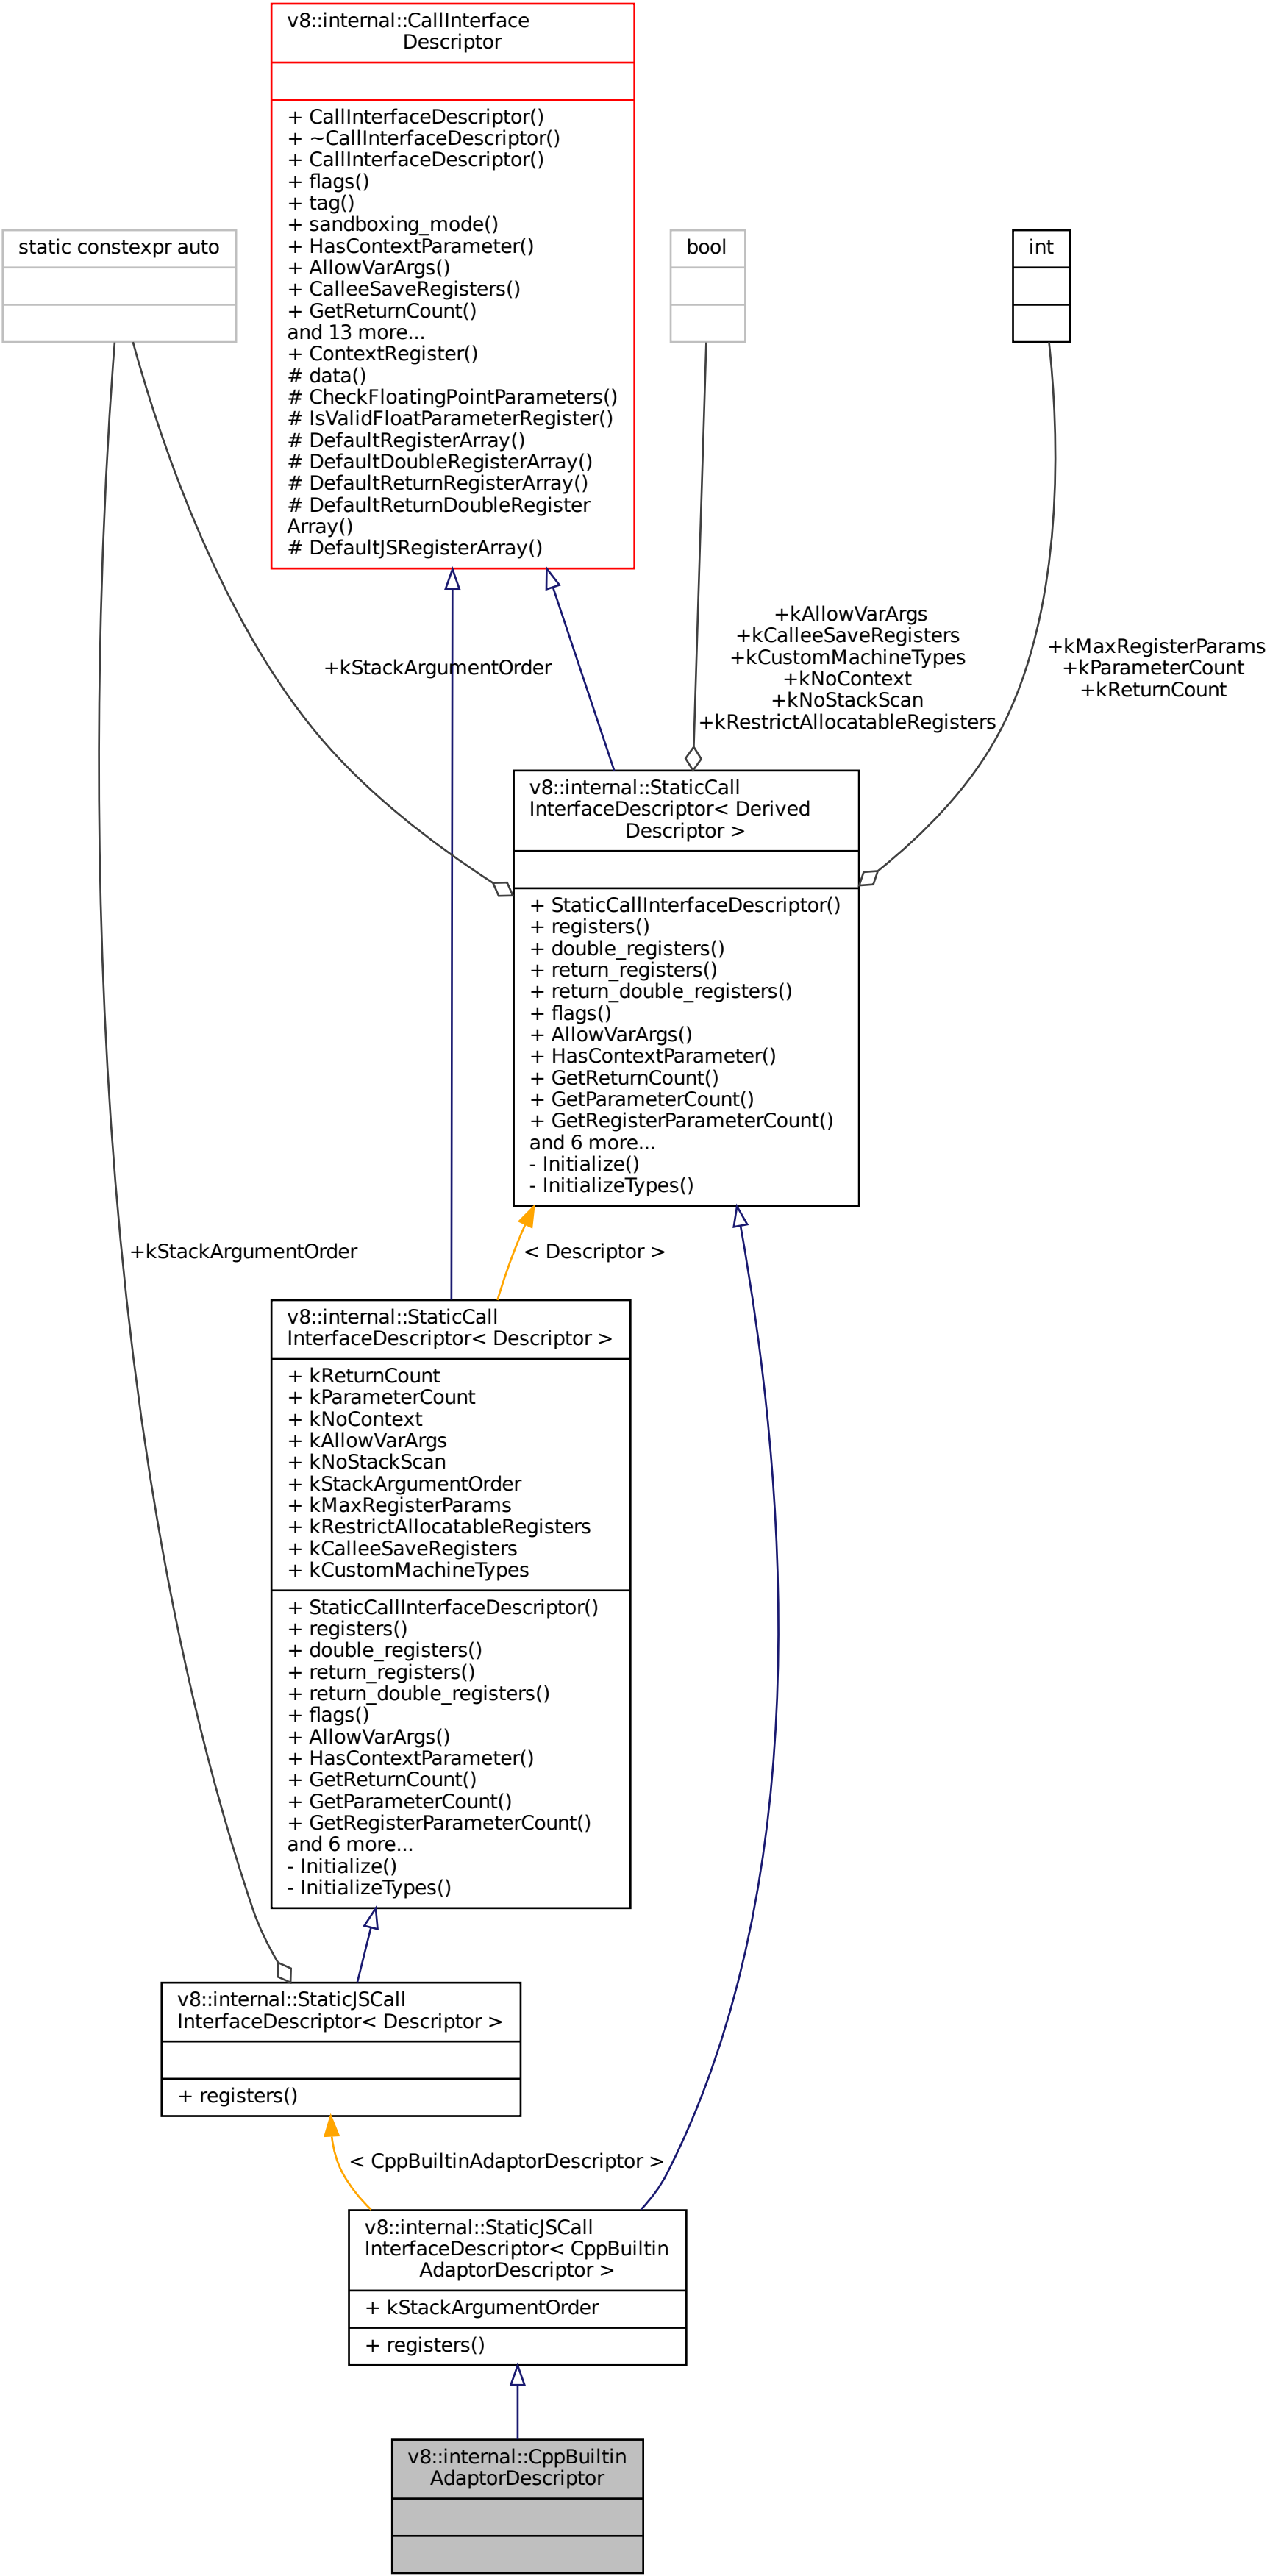 v8::internal::CallInterface
Descriptor
+ CallInterfaceDescriptor()
+ ~CallInterfaceDescriptor()
+ CallInterfaceDescriptor()
+ flags()
+ tag()
+ sandboxing_mode()
+ HasContextParameter()
+ AllowVarArgs()
+ CalleeSaveRegisters()
+ GetReturnCount()
and 13 more...
+ ContextRegister()
# data()
# CheckFloatingPointParameters()
# IsValidFloatParameterRegister()
# DefaultRegisterArray()
# DefaultDoubleRegisterArray()
# DefaultReturnRegisterArray()
# DefaultReturnDoubleRegister
Array()
# DefaultJSRegisterArray()
static constexpr auto
bool
int
+kStackArgumentOrder
+kAllowVarArgs
+kCalleeSaveRegisters
+kCustomMachineTypes
+kNoContext
+kNoStackScan
+kRestrictAllocatableRegisters
+kMaxRegisterParams
+kParameterCount
+kReturnCount
v8::internal::StaticCall
InterfaceDescriptor< Derived
Descriptor >
+ StaticCallInterfaceDescriptor()
+ registers()
+ double_registers()
+ return_registers()
+ return_double_registers()
+ flags()
+ AllowVarArgs()
+ HasContextParameter()
+ GetReturnCount()
+ GetParameterCount()
+ GetRegisterParameterCount()
and 6 more...
- Initialize()
- InitializeTypes()
+kStackArgumentOrder
< Descriptor >
v8::internal::StaticCall
InterfaceDescriptor< Descriptor >
+ kReturnCount
+ kParameterCount
+ kNoContext
+ kAllowVarArgs
+ kNoStackScan
+ kStackArgumentOrder
+ kMaxRegisterParams
+ kRestrictAllocatableRegisters
+ kCalleeSaveRegisters
+ kCustomMachineTypes
+ StaticCallInterfaceDescriptor()
+ registers()
+ double_registers()
+ return_registers()
+ return_double_registers()
+ flags()
+ AllowVarArgs()
+ HasContextParameter()
+ GetReturnCount()
+ GetParameterCount()
+ GetRegisterParameterCount()
and 6 more...
- Initialize()
- InitializeTypes()
v8::internal::StaticJSCall
InterfaceDescriptor< Descriptor >
+ registers()
< CppBuiltinAdaptorDescriptor >
v8::internal::StaticJSCall
InterfaceDescriptor< CppBuiltin
AdaptorDescriptor >
+ kStackArgumentOrder
+ registers()
v8::internal::CppBuiltin
AdaptorDescriptor